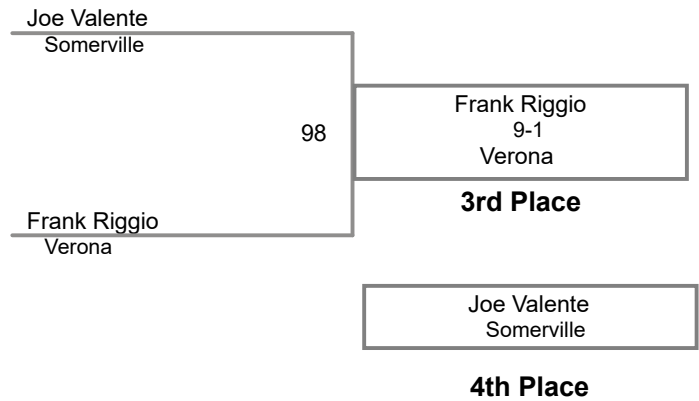 Joe Valente
Somerville
98
Frank Riggio
9-1
Verona
3rd Place
Frank Riggio
Verona
Joe Valente
Somerville
4th Place